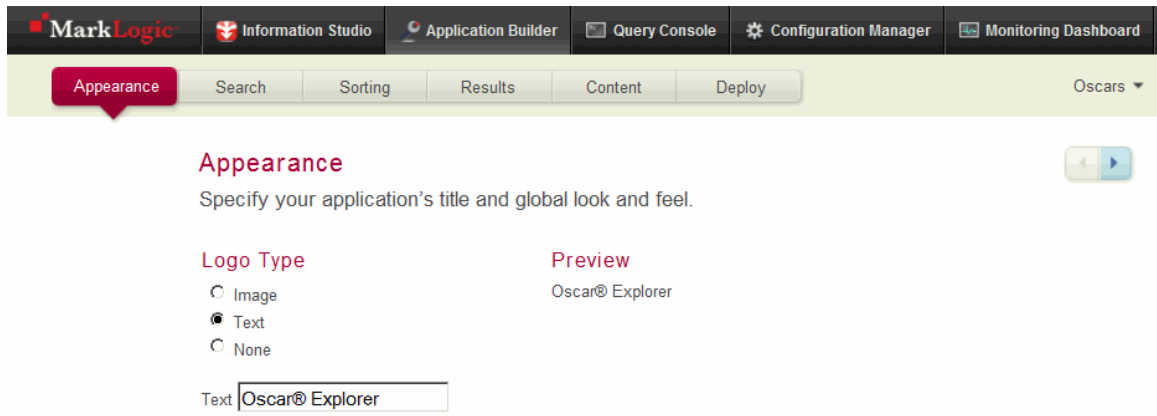 MarkLogic Information Studio Application Builder Query Console Configuration Manager Monitoring Dashboard
Appearance Search Sorting Results Content Deploy Oscars
Appearance
Specify your application's title and global look and feel.
Logo Type Preview
Image Oscar® Explorer
Text
None
Text Oscar® Explorer